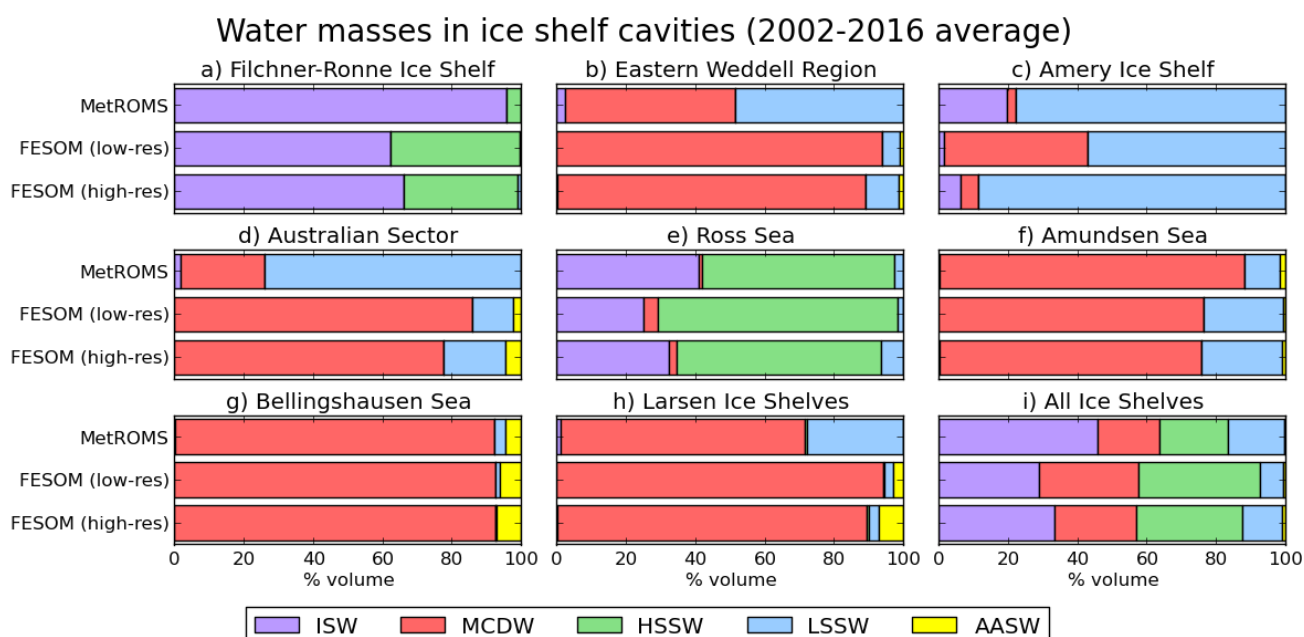 Water masses in ice shelf cavities (2002-2016 average)
a) Filchner-Ronne Ice Shelf
b) Eastern Weddell Region
c) Amery Ice Shelf
MetROMS
FESOM (low-res)
FESOM (high-res)
d) Australian Sector
e) Ross Sea
f) Amundsen Sea
MetROMS
FESOM (low-res)
FESOM (high-res)
g) Bellingshausen Sea
h) Larsen Ice Shelves
i) All Ice Shelves
MetROMS
FESOM (low-res)
FESOM (high-res)
0 20 40 60 80 100
0 20 40 60 80 100
0 20 40 60 80 100
% volume
% volume
% volume
ISW MCDW HSSW LSSW AASW